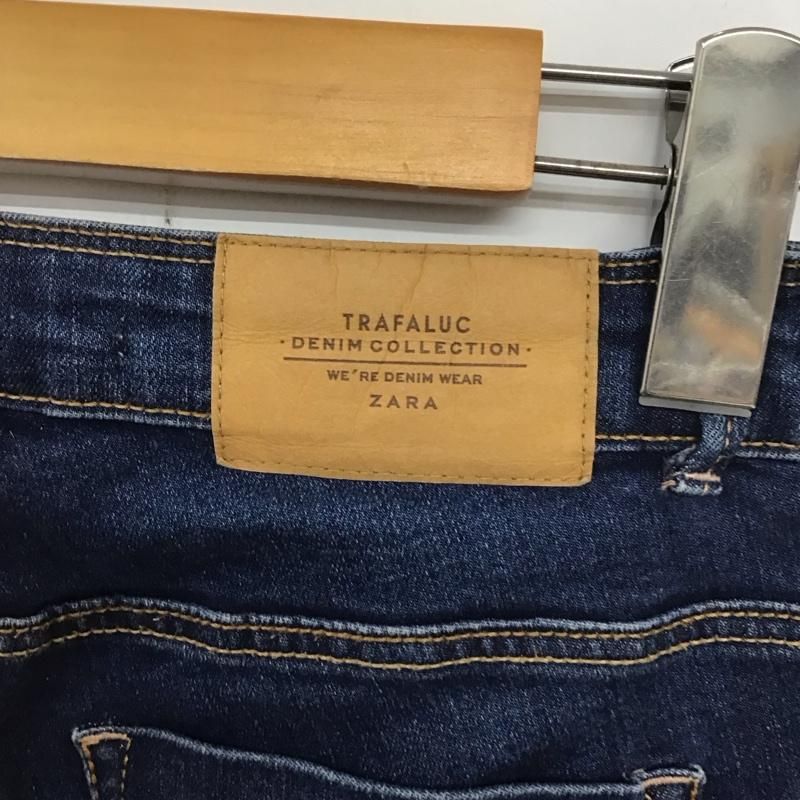 TRAFALUC
·DENIM COLLECTION·
WE'RE DENIM WEAR
ZARA